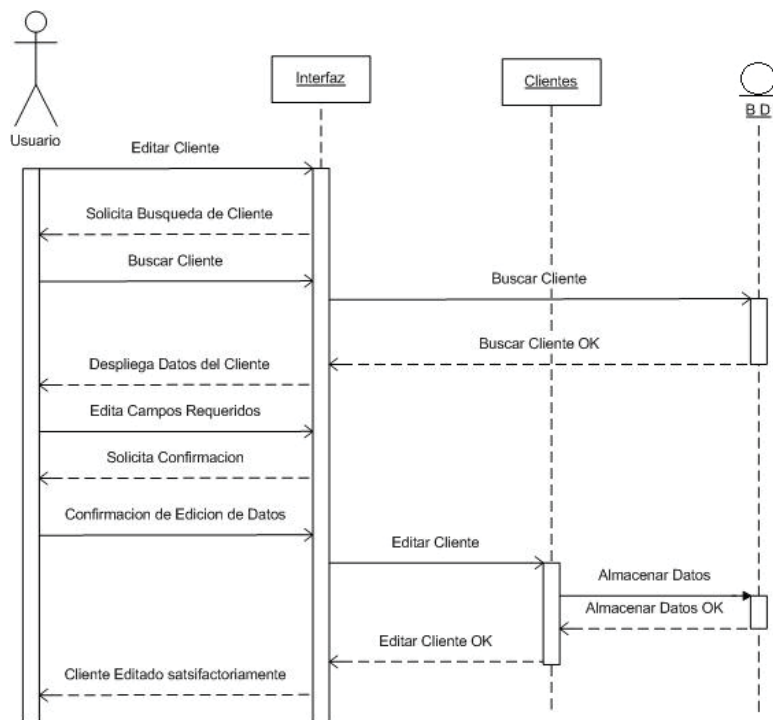 Interfaz
Clientes
B D
Usuario
Editar Cliente
Solicita Busqueda de Cliente
Buscar Cliente
Buscar Cliente
Buscar Cliente OK
Despliega Datos del Cliente
Edita Campos Requeridos
Solicita Confirmacion
Confirmacion de Edicion de Datos
Editar Cliente
Almacenar Datos
Almacenar Datos OK
Editar Cliente OK
Cliente Editado satsifactoriamente